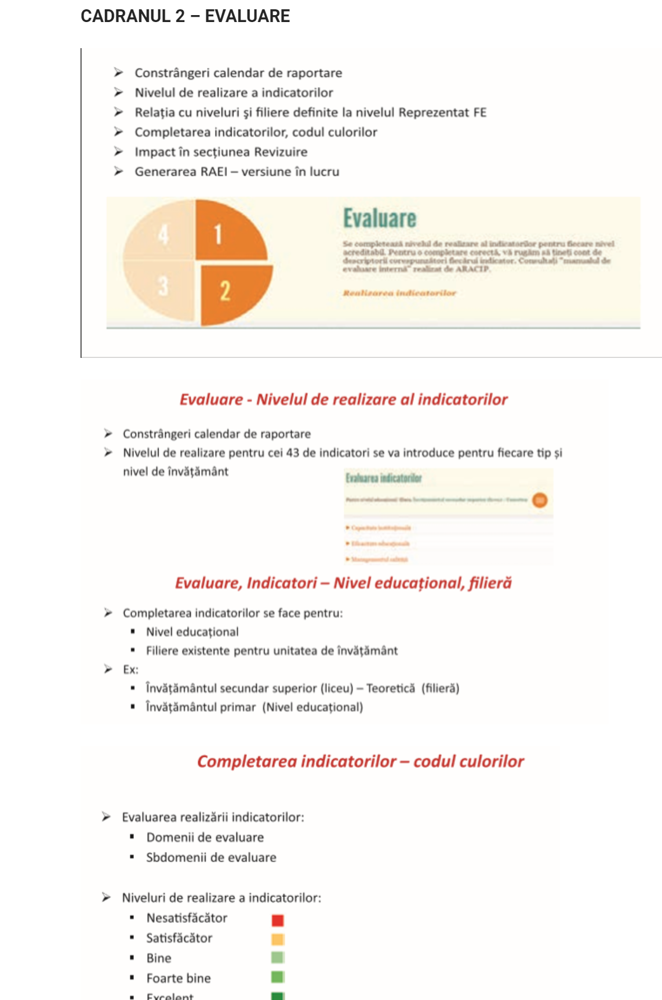 CADRANUL 2 – EVALUARE
➢ Constrângeri calendar de raportare
➢ Nivelul de realizare a indicatorilor
➢ Relația cu niveluri şi filiere definite la nivelul Reprezentat FE
➢ Completarea indicatorilor, codul culorilor
➢ Impact în secțiunea Revizuire
➢ Generarea RAEI – versiune în lucru
4 1
3 2
Evaluare
Se completează nivelul de realizare al indicatorilor pentru fiecare nivel
acreditabil. Pentru o completare corectă, vă rugăm să țineți cont de
descriptorii corespunzători fiecărui indicator. Consultați "manualul de
evaluare internă" realizat de ARACIP.
Realizarea indicatorilor
Evaluare - Nivelul de realizare al indicatorilor
➢ Constrângeri calendar de raportare
➢ Nivelul de realizare pentru cei 43 de indicatori se va introduce pentru fiecare tip și
nivel de învățământ
Evaluarea indicatorilor
Capacitate instituțională
Eficacitate educațională
Managementul calității
Evaluare, Indicatori – Nivel educațional, filieră
➢ Completarea indicatorilor se face pentru:
▪ Nivel educațional
▪ Filiere existente pentru unitatea de învățământ
➢ Ex:
▪ Învățământul secundar superior (liceu) – Teoretică (filieră)
▪ Învățământul primar (Nivel educațional)
Completarea indicatorilor – codul culorilor
➢ Evaluarea realizării indicatorilor:
▪ Domenii de evaluare
▪ Sbdomenii de evaluare
➢ Niveluri de realizare a indicatorilor:
▪ Nesatisfăcător
▪ Satisfăcător
▪ Bine
▪ Foarte bine
▪ Excelent